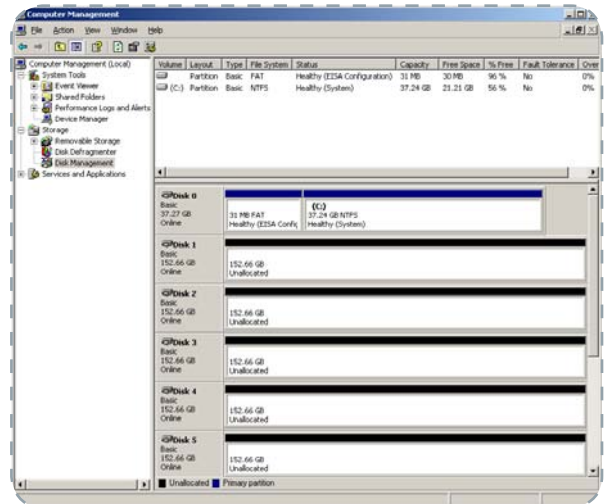 Computer Management
File Action View Window Help
Computer Management (Local)
System Tools
Event Viewer
Shared Folders
Performance Logs and Alerts
Device Manager
Storage
Removable Storage
Disk Defragmenter
Disk Management
Services and Applications
Volume Layout Type File System Status Capacity Free Space % Free Fault Tolerance Over
Partition Basic FAT Healthy (EISA Configuration) 31 MB 30 MB 96 % No 0%
(C:) Partition Basic NTFS Healthy (System) 37.24 GB 21.21 GB 56 % No 0%
Disk 0
Basic
37.27 GB
Online
31 MB FAT
Healthy (EISA Config
(C:)
37.24 GB NTFS
Healthy (System)
Disk 1
Basic
152.66 GB
Online
152.66 GB
Unallocated
Disk 2
Basic
152.66 GB
Online
152.66 GB
Unallocated
Disk 3
Basic
152.66 GB
Online
152.66 GB
Unallocated
Disk 4
Basic
152.66 GB
Online
152.66 GB
Unallocated
Disk 5
Basic
152.66 GB
Online
152.66 GB
Unallocated
Unallocated Primary partition